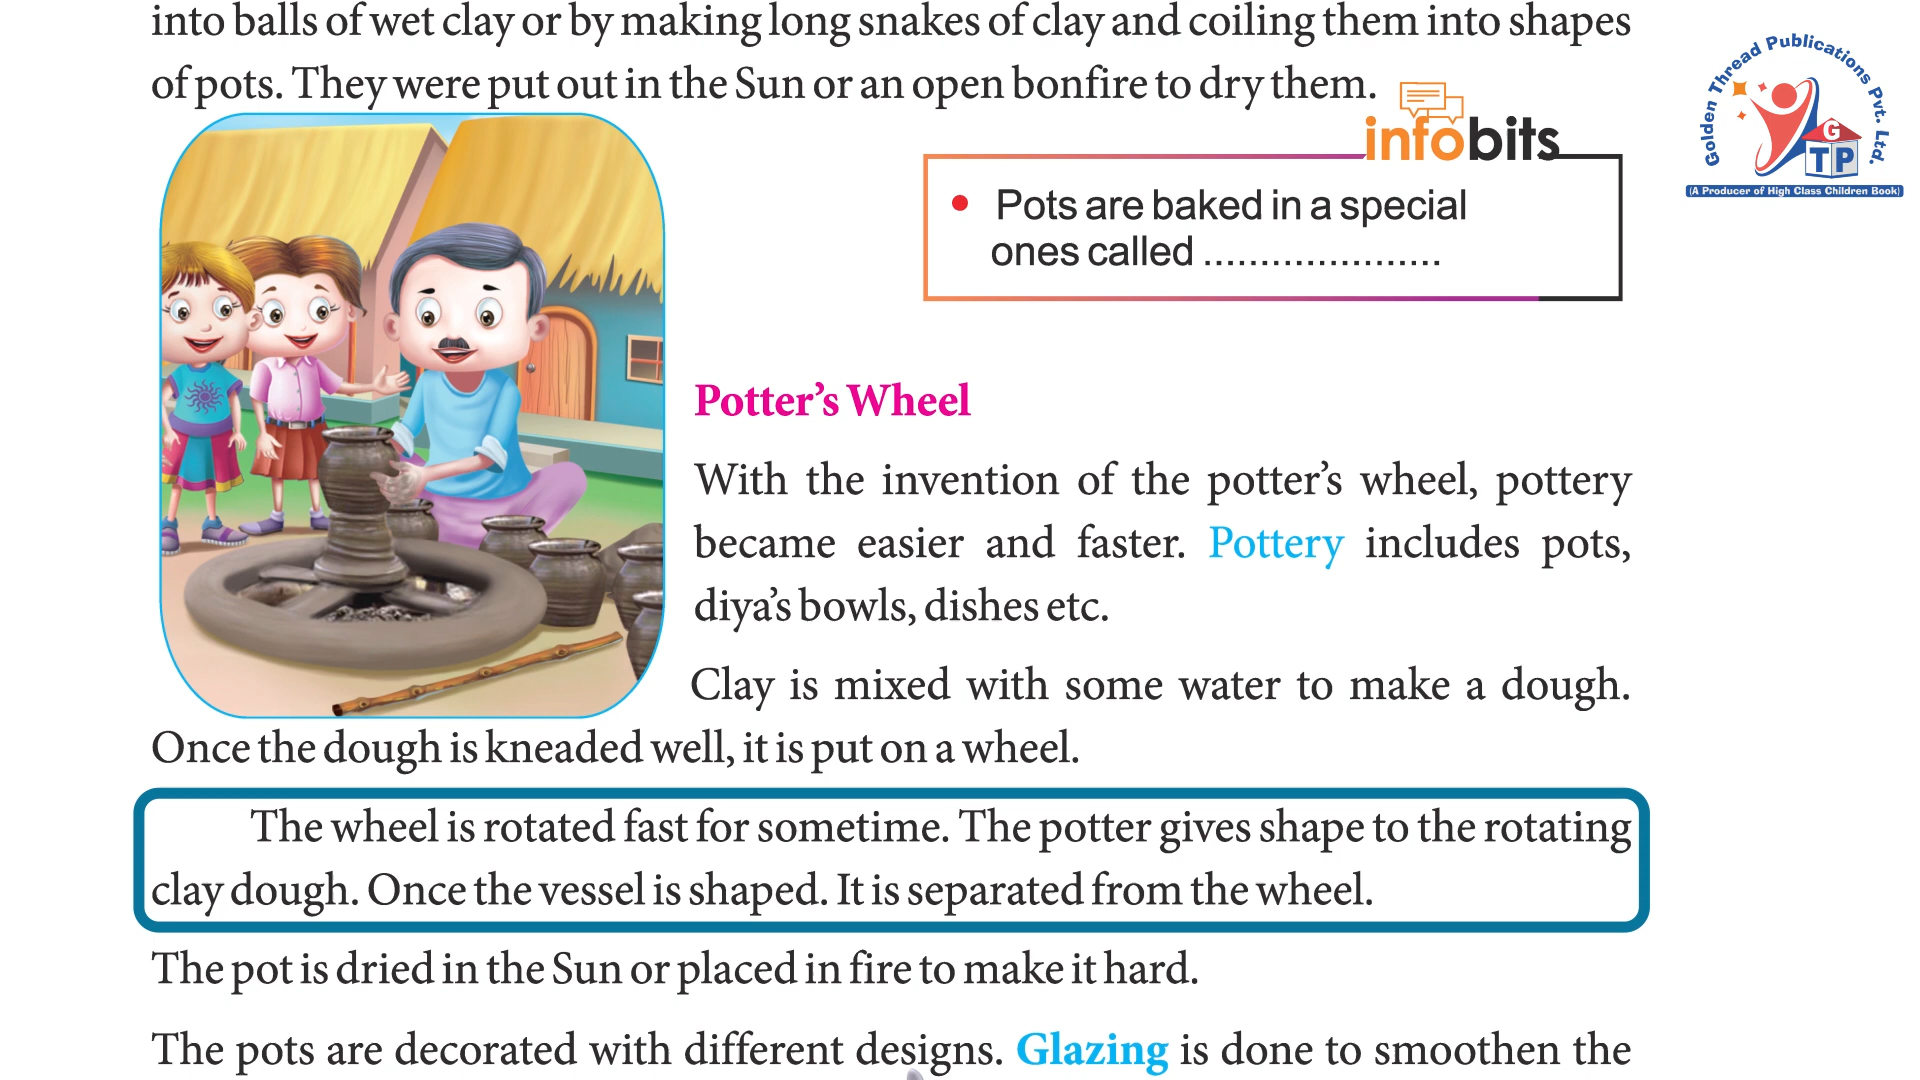 into balls of wet clay or by making long snakes of clay and coiling them into shapes
of pots. They were put out in the Sun or an open bonfire to dry them.
infobits
• Pots are baked in a special
ones called .....................
Potter's Wheel
With the invention of the potter's wheel, pottery
became easier and faster. Pottery includes pots,
diya's bowls, dishes etc.
Clay is mixed with some water to make a dough.
Once the dough is kneaded well, it is put on a wheel.
The wheel is rotated fast for sometime. The potter gives shape to the rotating
clay dough. Once the vessel is shaped. It is separated from the wheel.
The pot is dried in the Sun or placed in fire to make it hard.
The pots are decorated with different designs. Glazing is done to smoothen the
Golden Thread Publications Pvt. Ltd.
G
T P
(A Producer of High Class Children Book)